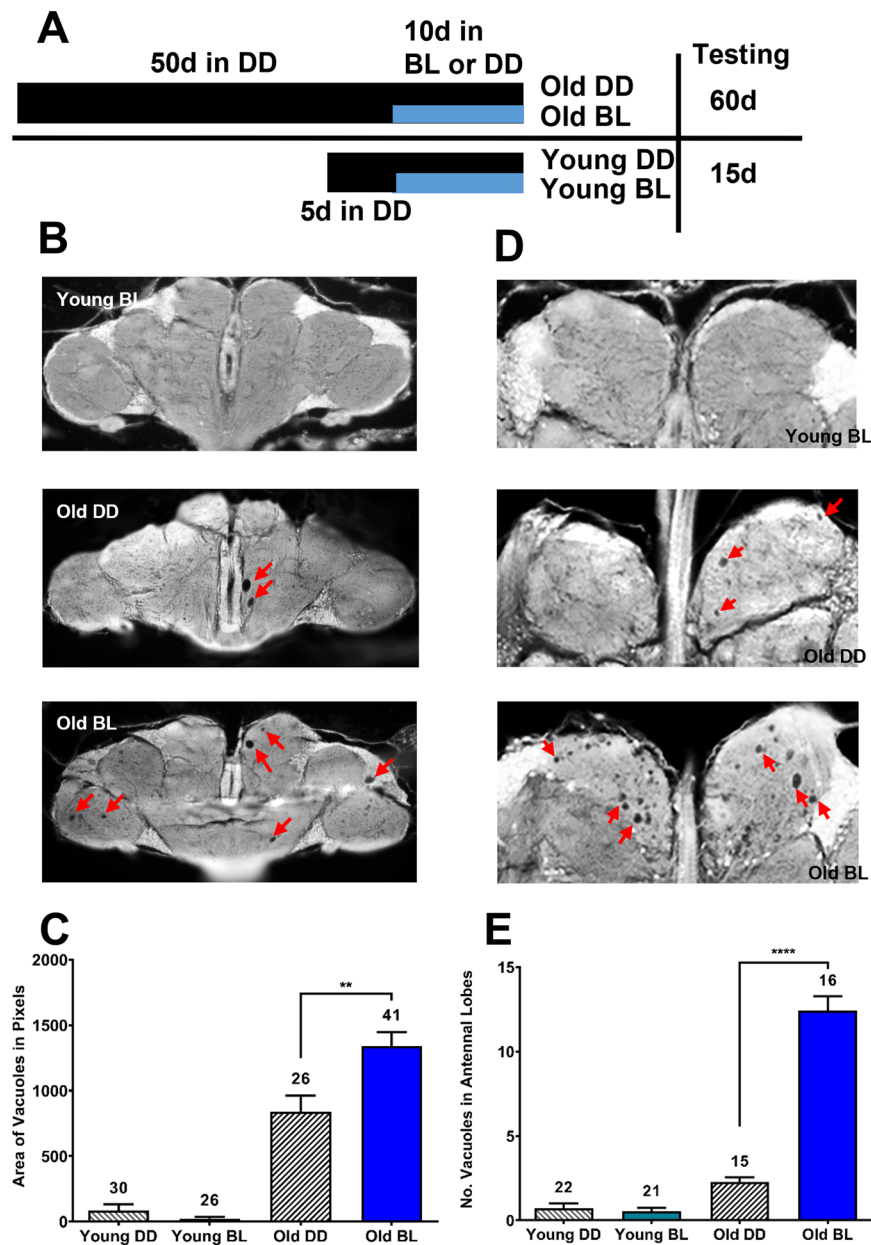 A
50d in DD
10d in
BL or DD
Testing
Old DD
Old BL
60d
Young DD
Young BL
15d
5d in DD
B
Young BL
Old DD
Old BL
D
Young BL
Old DD
Old BL
C
Area of Vacuoles in Pixels
2000
1500
1000
500
0
30
26
26
**
41
Young DD
Young BL
Old DD
Old BL
E
No. Vacuoles in Antennal Lobes
15
10
5
0
22
21
15
****
16
Young DD
Young BL
Old DD
Old BL